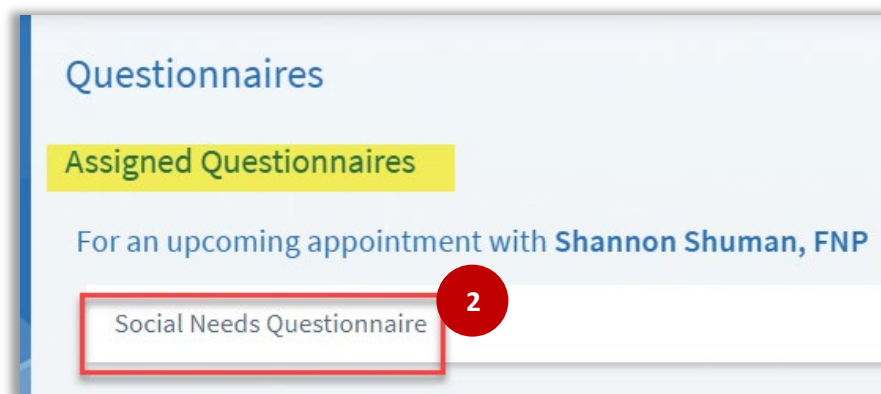 Questionnaires
Assigned Questionnaires
For an upcoming appointment with Shannon Shuman, FNP
2
Social Needs Questionnaire